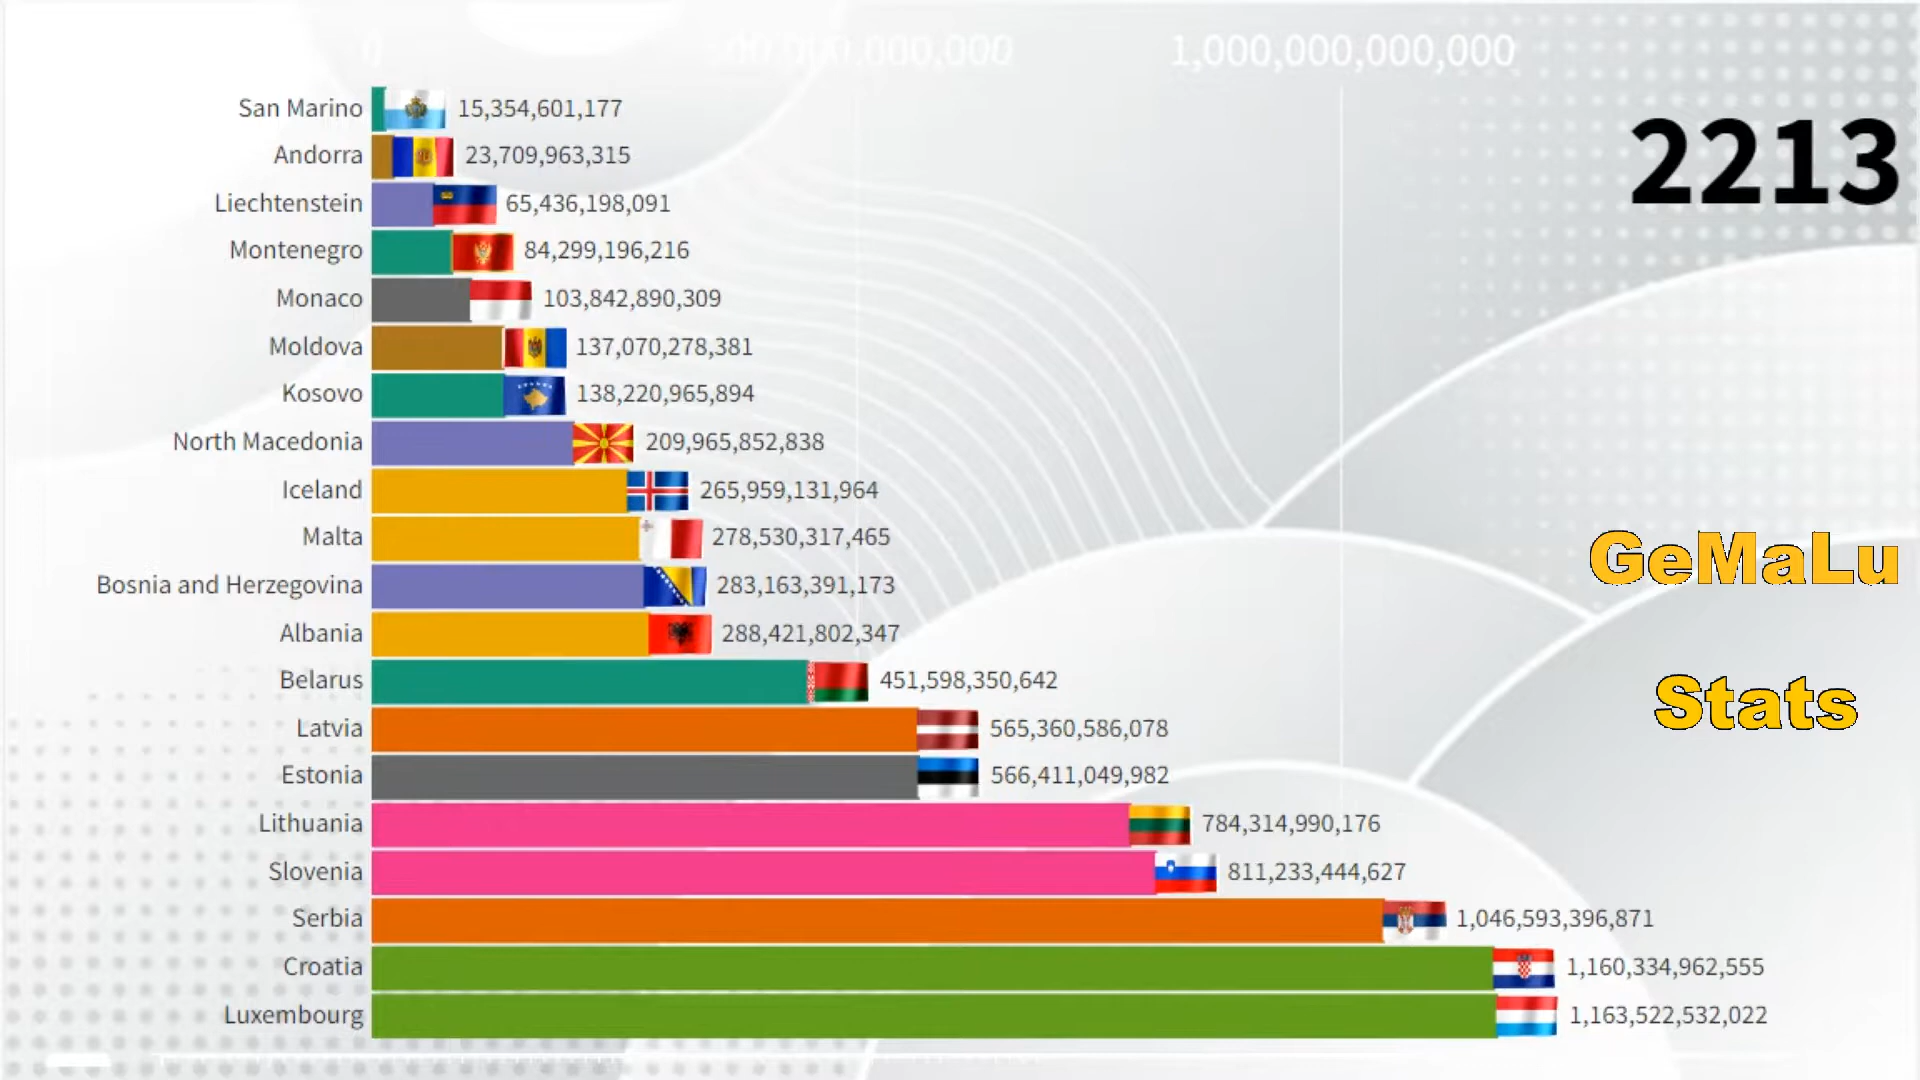 0
1,000,000,000,000
2213
San Marino 15,354,601,177
Andorra 23,709,963,315
Liechtenstein 65,436,198,091
Montenegro 84,299,196,216
Monaco 103,842,890,309
Moldova 137,070,278,381
Kosovo 138,220,965,894
North Macedonia 209,965,852,838
Iceland 265,959,131,964
Malta 278,530,317,465
Bosnia and Herzegovina 283,163,391,173
Albania 288,421,802,347
Belarus 451,598,350,642
Latvia 565,360,586,078
Estonia 566,411,049,982
Lithuania 784,314,990,176
Slovenia 811,233,444,627
Serbia 1,046,593,396,871
Croatia 1,160,334,962,555
Luxembourg 1,163,522,532,022
GeMaLu
Stats